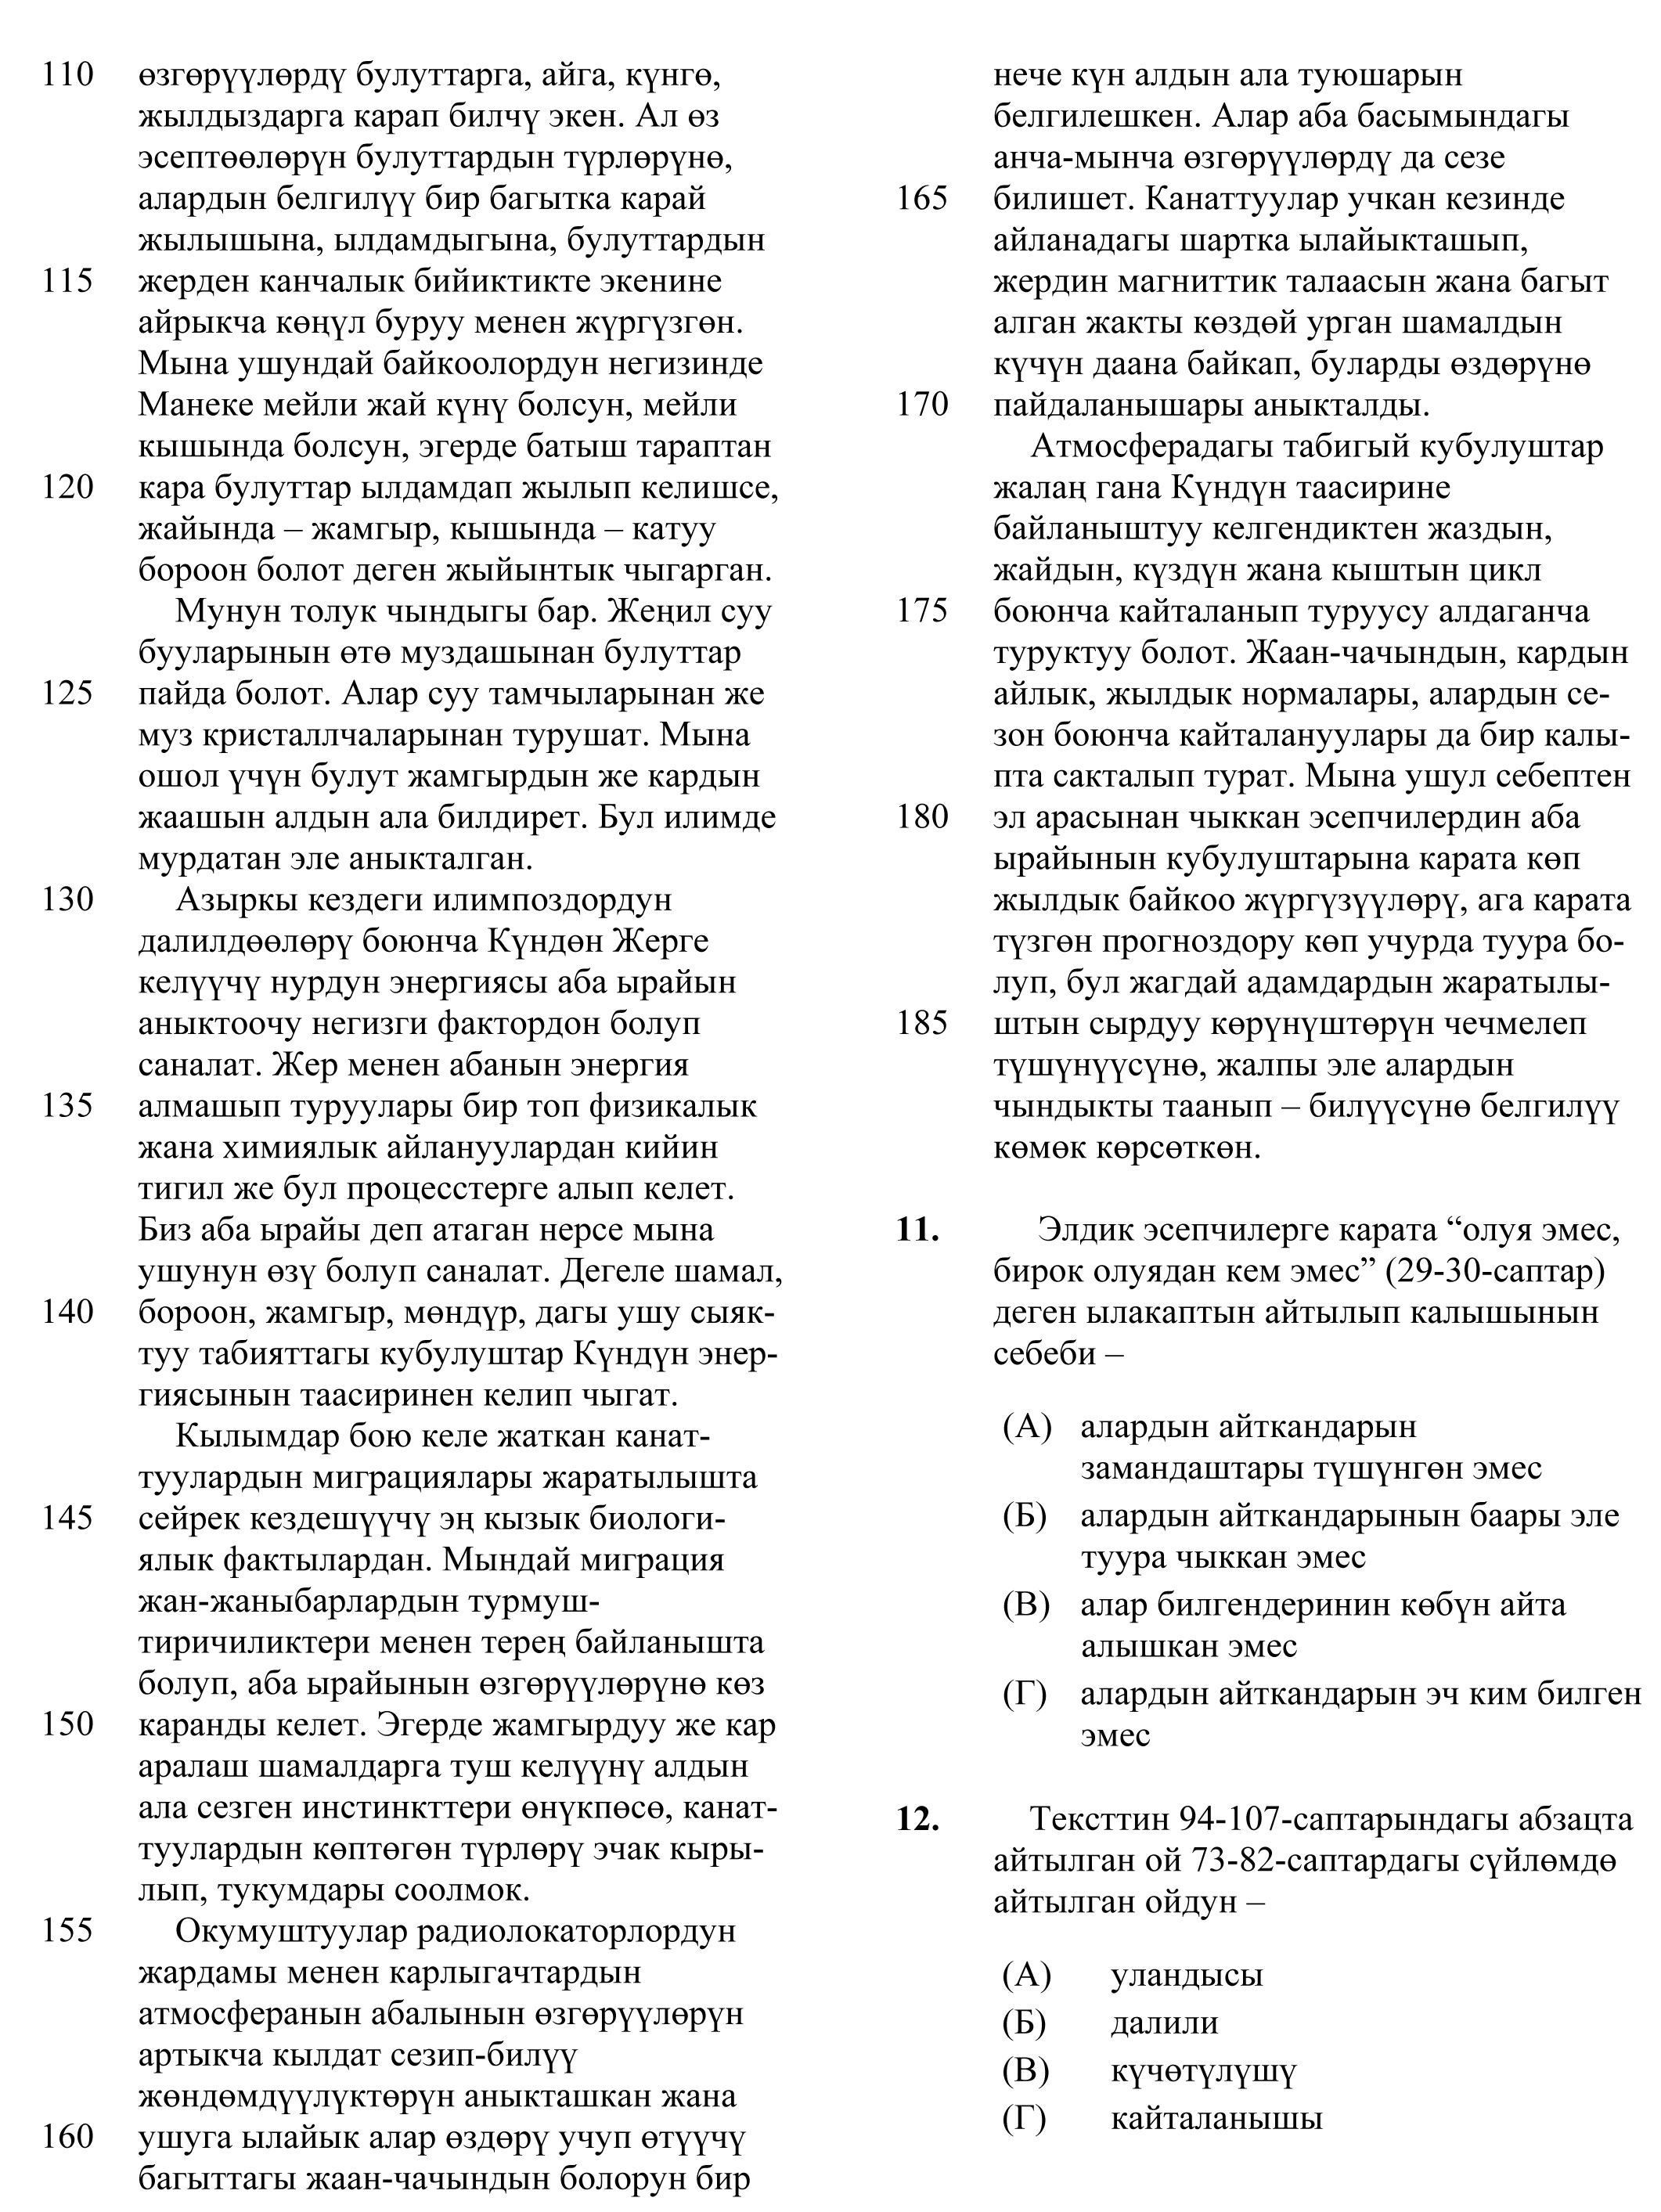 110 өзгөрүүлөрдү булуттарга, айга, күнгө,
жылдыздарга карап билчү экен. Ал өз
эсептөөлөрүн булуттардын түрлөрүнө,
алардын белгилүү бир багытка карай
жылышына, ылдамдыгына, булуттардын
115 жерден канчалык бийиктикте экенине
айрыкча көңүл буруу менен жүргүзгөн.
Мына ушундай байкоолордун негизинде
Манеке мейли жай күнү болсун, мейли
кышында болсун, эгерде батыш тараптан
120 кара булуттар ылдамдап жылып келишсе,
жайында – жамгыр, кышында – катуу
бороон болот деген жыйынтык чыгарган.
Мунун толук чындыгы бар. Жеңил суу
бууларынын өтө муздашынан булуттар
125 пайда болот. Алар суу тамчыларынан же
муз кристаллчаларынан турушат. Мына
ошол үчүн булут жамгырдын же кардын
жаашын алдын ала билдирет. Бул илимде
мурдатан эле аныкталган.
130 Азыркы кездеги илимпоздордун
далилдөөлөрү боюнча Күндөн Жерге
келүүчү нурдун энергиясы аба ырайын
аныктоочу негизги фактордон болуп
саналат. Жер менен абанын энергия
135 алмашып туруулары бир топ физикалык
жана химиялык айлануулардан кийин
тигил же бул процесстерге алып келет.
Биз аба ырайы деп атаган нерсе мына
ушунун өзү болуп саналат. Дегеле шамал,
140 бороон, жамгыр, мөндүр, дагы ушу сыяк-
туу табияттагы кубулуштар Күндүн энер-
гиясынын таасиринен келип чыгат.
Кылымдар бою келе жаткан канат-
туулардын миграциялары жаратылышта
145 сейрек кездешүүчү эң кызык биологи-
ялык фактылардан. Мындай миграция
жан-жаныбарлардын турмуш-
тиричиликтери менен терең байланышта
болуп, аба ырайынын өзгөрүүлөрүнө көз
150 каранды келет. Эгерде жамгырдуу же кар
аралаш шамалдарга туш келүүнү алдын
ала сезген инстинкттери өнүкпөсө, канат-
туулардын көптөгөн түрлөрү эчак кыры-
лып, тукумдары соолмок.
155 Окумуштуулар радиолокаторлордун
жардамы менен карлыгачтардын
атмосферанын абалынын өзгөрүүлөрүн
артыкча кылдат сезип-билүү
жөндөмдүүлүктөрүн аныкташкан жана
160 ушуга ылайык алар өздөрү учуп өтүүчү
багыттагы жаан-чачындын болорун бир
нече күн алдын ала туюшарын
белгилешкен. Алар аба басымындагы
анча-мынча өзгөрүүлөрдү да сезе
165 билишет. Канаттуулар учкан кезинде
айланадагы шартка ылайыкташып,
жердин магниттик талаасын жана багыт
алган жакты көздөй урган шамалдын
күчүн даана байкап, буларды өздөрүнө
170 пайдаланышары аныкталды.
Атмосферадагы табигый кубулуштар
жалаң гана Күндүн таасирине
байланыштуу келгендиктен жаздын,
жайдын, күздүн жана кыштын цикл
175 боюнча кайталанып туруусу алдаганча
туруктуу болот. Жаан-чачындын, кардын
айлык, жылдык нормалары, алардын се-
зон боюнча кайталануулары да бир калы-
пта сакталып турат. Мына ушул себептен
180 эл арасынан чыккан эсепчилердин аба
ырайынын кубулуштарына карата көп
жылдык байкоо жүргүзүүлөрү, ага карата
түзгөн прогноздору көп учурда туура бо-
луп, бул жагдай адамдардын жаратылы-
185 штын сырдуу көрүнүштөрүн чечмелеп
түшүнүүсүнө, жалпы эле алардын
чындыкты таанып – билүүсүнө белгилүү
көмөк көрсөткөн.
11. Элдик эсепчилерге карата “олуя эмес,
бирок олуядан кем эмес” (29-30-саптар)
деген ылакаптын айтылып калышынын
себеби –
(А) алардын айткандарын
замандаштары түшүнгөн эмес
(Б) алардын айткандарынын баары эле
туура чыккан эмес
(В) алар билгендеринин көбүн айта
алышкан эмес
(Г) алардын айткандарын эч ким билген
эмес
12. Тексттин 94-107-саптарындагы абзацта
айтылган ой 73-82-саптардагы сүйлөмдө
айтылган ойдун –
(А) уландысы
(Б) далили
(В) күчөтүлүшү
(Г) кайталанышы